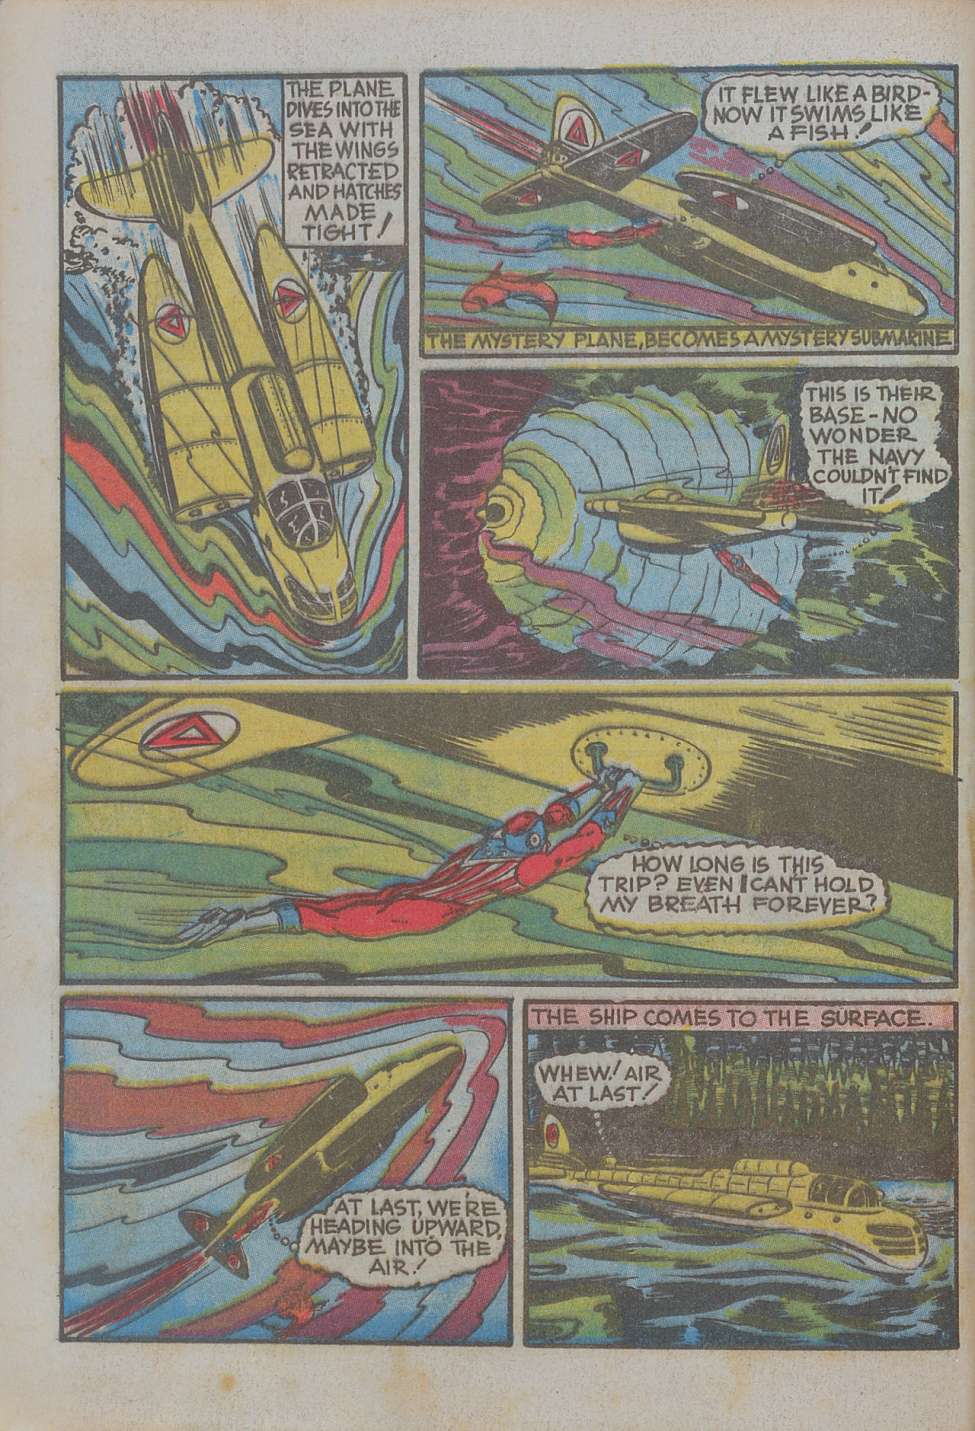 THE PLANE
DIVES INTO THE
SEA WITH
THE WINGS
RETRACTED
AND HATCHES
MADE
TIGHT!
IT FLEW LIKE A BIRD-
NOW IT SWIMS LIKE
A FISH!
THE MYSTERY PLANE, BECOMES A MYSTERY SUBMARINE
THIS IS THEIR
BASE-NO
WONDER
THE NAVY
COULDN'T FIND
IT!
HOW LONG IS THIS
TRIP? EVEN I CAN'T HOLD
MY BREATH FOREVER?
AT LAST, WE'RE
HEADING UPWARD,
MAYBE INTO THE
AIR!
THE SHIP COMES TO THE SURFACE.
WHEW! AIR
AT LAST!